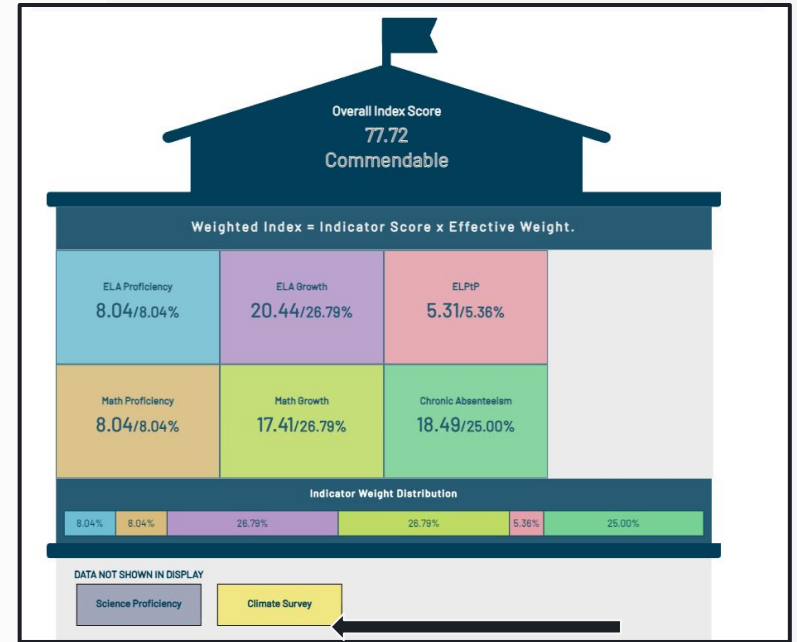 Overall Index Score
77.72
Commendable
Weighted Index = Indicator Score x Effective Weight.
ELA Proficiency
8.04/8.04%
ELA Growth
20.44/26.79%
ELPtP
5.31/5.36%
Math Proficiency
8.04/8.04%
Math Growth
17.41/26.79%
Chronic Absenteeism
18.49/25.00%
Indicator Weight Distribution
8.04% 8.04% 26.79% 26.79% 5.36% 25.00%
DATA NOT SHOWN IN DISPLAY
Science Proficiency
Climate Survey